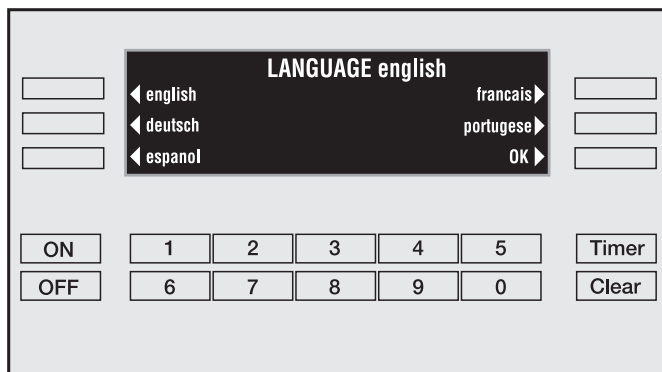 LANGUAGE english
english francais
deutsch portugese
espanol OK
ON 1 2 3 4 5 Timer
OFF 6 7 8 9 0 Clear